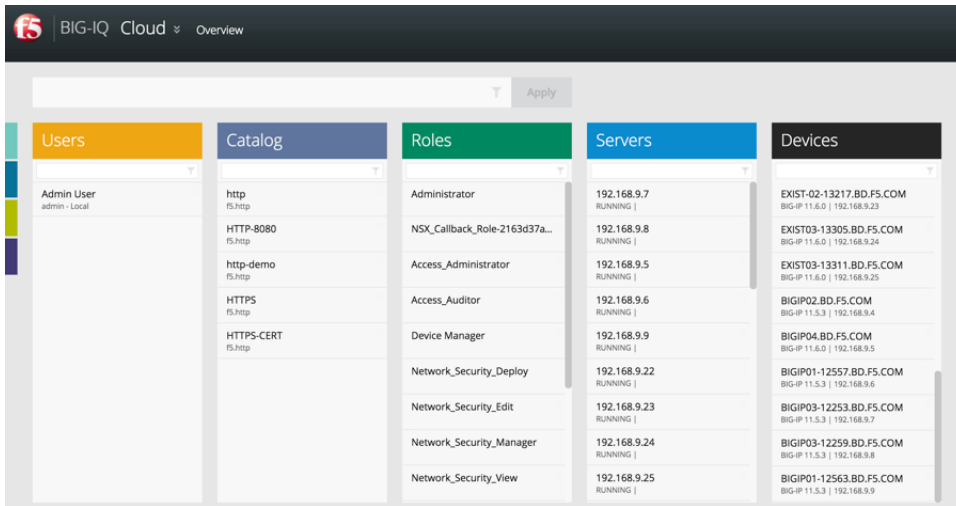 f5 BIG-IQ Cloud Overview
Apply
Users
Admin User
admin - Local
Catalog
http
f5.http
HTTP-8080
f5.http
http-demo
f5.http
HTTPS
f5.http
HTTPS-CERT
f5.http
Roles
Administrator
NSX_Callback_Role-2163d37a...
Access_Administrator
Access_Auditor
Device Manager
Network_Security_Deploy
Network_Security_Edit
Network_Security_Manager
Network_Security_View
Servers
192.168.9.7
RUNNING |
192.168.9.8
RUNNING |
192.168.9.5
RUNNING |
192.168.9.6
RUNNING |
192.168.9.9
RUNNING |
192.168.9.22
RUNNING |
192.168.9.23
RUNNING |
192.168.9.24
RUNNING |
192.168.9.25
RUNNING |
Devices
EXIST-02-13217.BD.F5.COM
BIG-IP 11.6.0 | 192.168.9.23
EXIST03-13305.BD.F5.COM
BIG-IP 11.6.0 | 192.168.9.24
EXIST03-13311.BD.F5.COM
BIG-IP 11.6.0 | 192.168.9.25
BIGIP02.BD.F5.COM
BIG-IP 11.5.3 | 192.168.9.4
BIGIP04.BD.F5.COM
BIG-IP 11.6.0 | 192.168.9.5
BIGIP01-12557.BD.F5.COM
BIG-IP 11.5.3 | 192.168.9.6
BIGIP03-12253.BD.F5.COM
BIG-IP 11.5.3 | 192.168.9.7
BIGIP03-12259.BD.F5.COM
BIG-IP 11.5.3 | 192.168.9.8
BIGIP01-12563.BD.F5.COM
BIG-IP 11.5.3 | 192.168.9.9